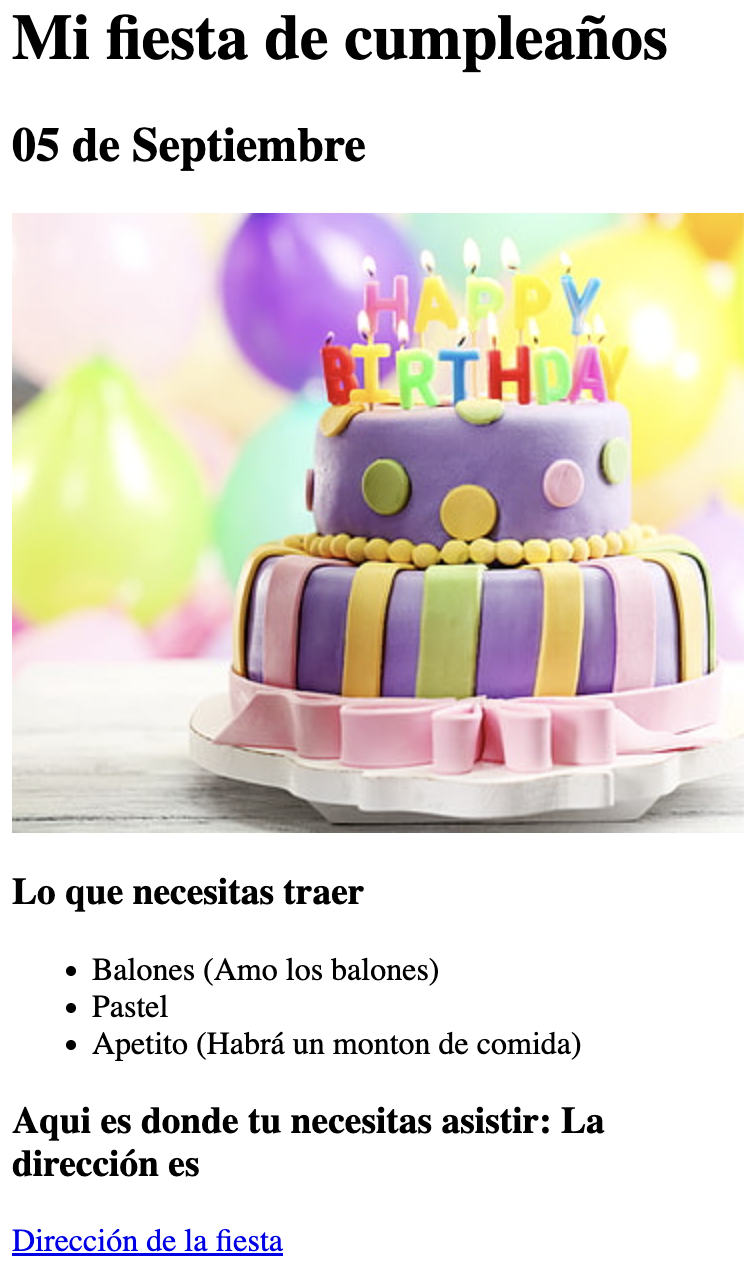 Mi fiesta de cumpleaños
05 de Septiembre
HAPPY
BIRTHDAY
Lo que necesitas traer
Balones (Amo los balones)
Pastel
Apetito (Habrá un monton de comida)
Aqui es donde tu necesitas asistir: La
dirección es
Dirección de la fiesta